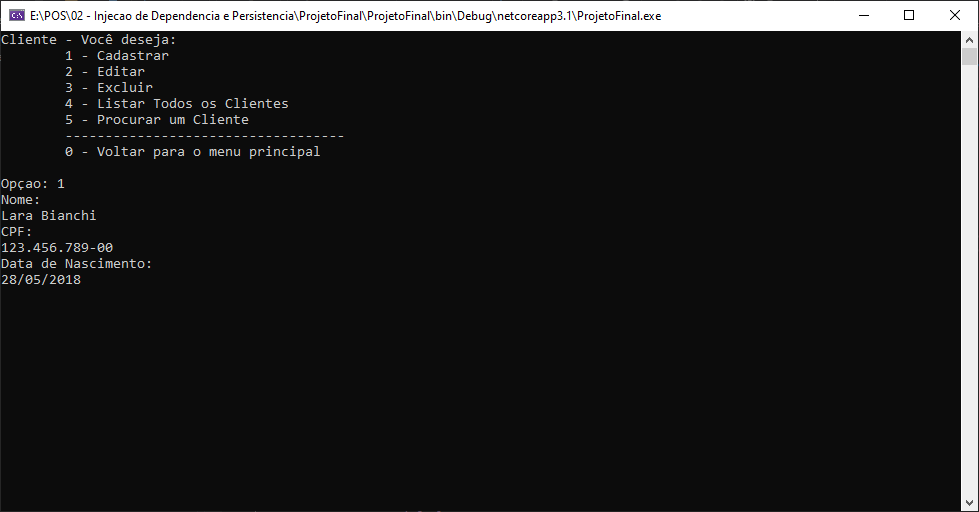 E:\POS\02 - Injecao de Dependencia e Persistencia\ProjetoFinal\ProjetoFinal\bin\Debug\netcoreapp3.1\ProjetoFinal.exe
Cliente - Você deseja:
1 - Cadastrar
2 - Editar
3 - Excluir
4 - Listar Todos os Clientes
5 - Procurar um Cliente
-----------------------------------
0 - Voltar para o menu principal
Opçao: 1
Nome:
Lara Bianchi
CPF:
123.456.789-00
Data de Nascimento:
28/05/2018